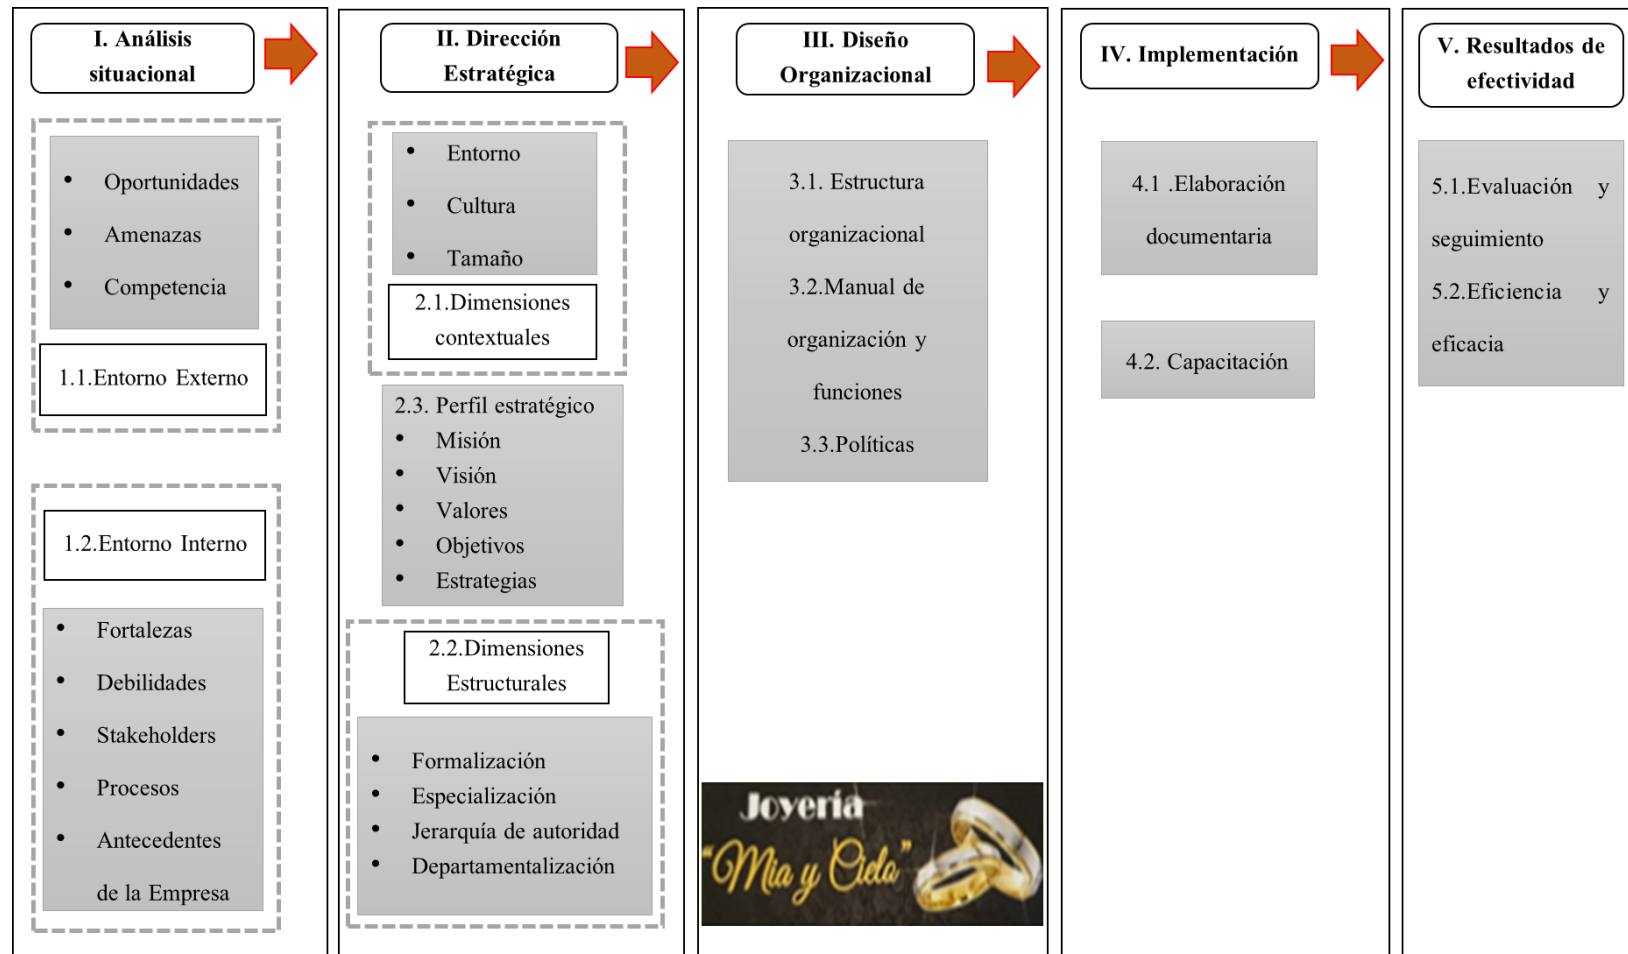 I. Análisis
situacional
• Oportunidades
• Amenazas
• Competencia
1.1.Entorno Externo
1.2.Entorno Interno
• Fortalezas
• Debilidades
• Stakeholders
• Procesos
• Antecedentes
de la Empresa
II. Dirección
Estratégica
• Entorno
• Cultura
• Tamaño
2.1.Dimensiones
contextuales
2.3. Perfil estratégico
• Misión
• Visión
• Valores
• Objetivos
• Estrategias
2.2.Dimensiones
Estructurales
• Formalización
• Especialización
• Jerarquía de autoridad
• Departamentalización
III. Diseño
Organizacional
3.1. Estructura
organizacional
3.2.Manual de
organización y
funciones
3.3.Políticas
Joyería
"Mia y Cielo"
IV. Implementación
4.1 .Elaboración
documentaria
4.2. Capacitación
V. Resultados de
efectividad
5.1.Evaluación y
seguimiento
5.2.Eficiencia y
eficacia